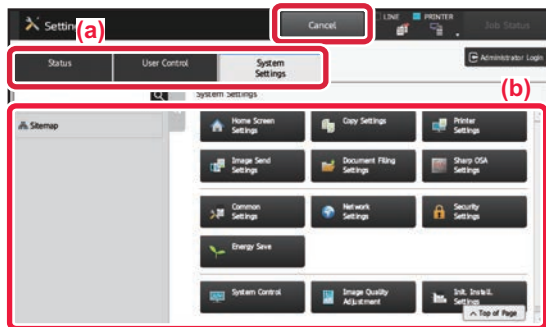 Settings
Cancel
LINE
PRINTER
Job Status
(a)
Status
User Control
System
Settings
Administrator Login
System Settings
(b)
Sitemap
Home Screen
Settings
Copy Settings
Printer
Settings
Image Send
Settings
Document Filing
Settings
Sharp OSA
Settings
Common
Settings
Network
Settings
Security
Settings
Energy Save
System Control
Image Quality
Adjustment
Init. Install.
Settings
Top of Page